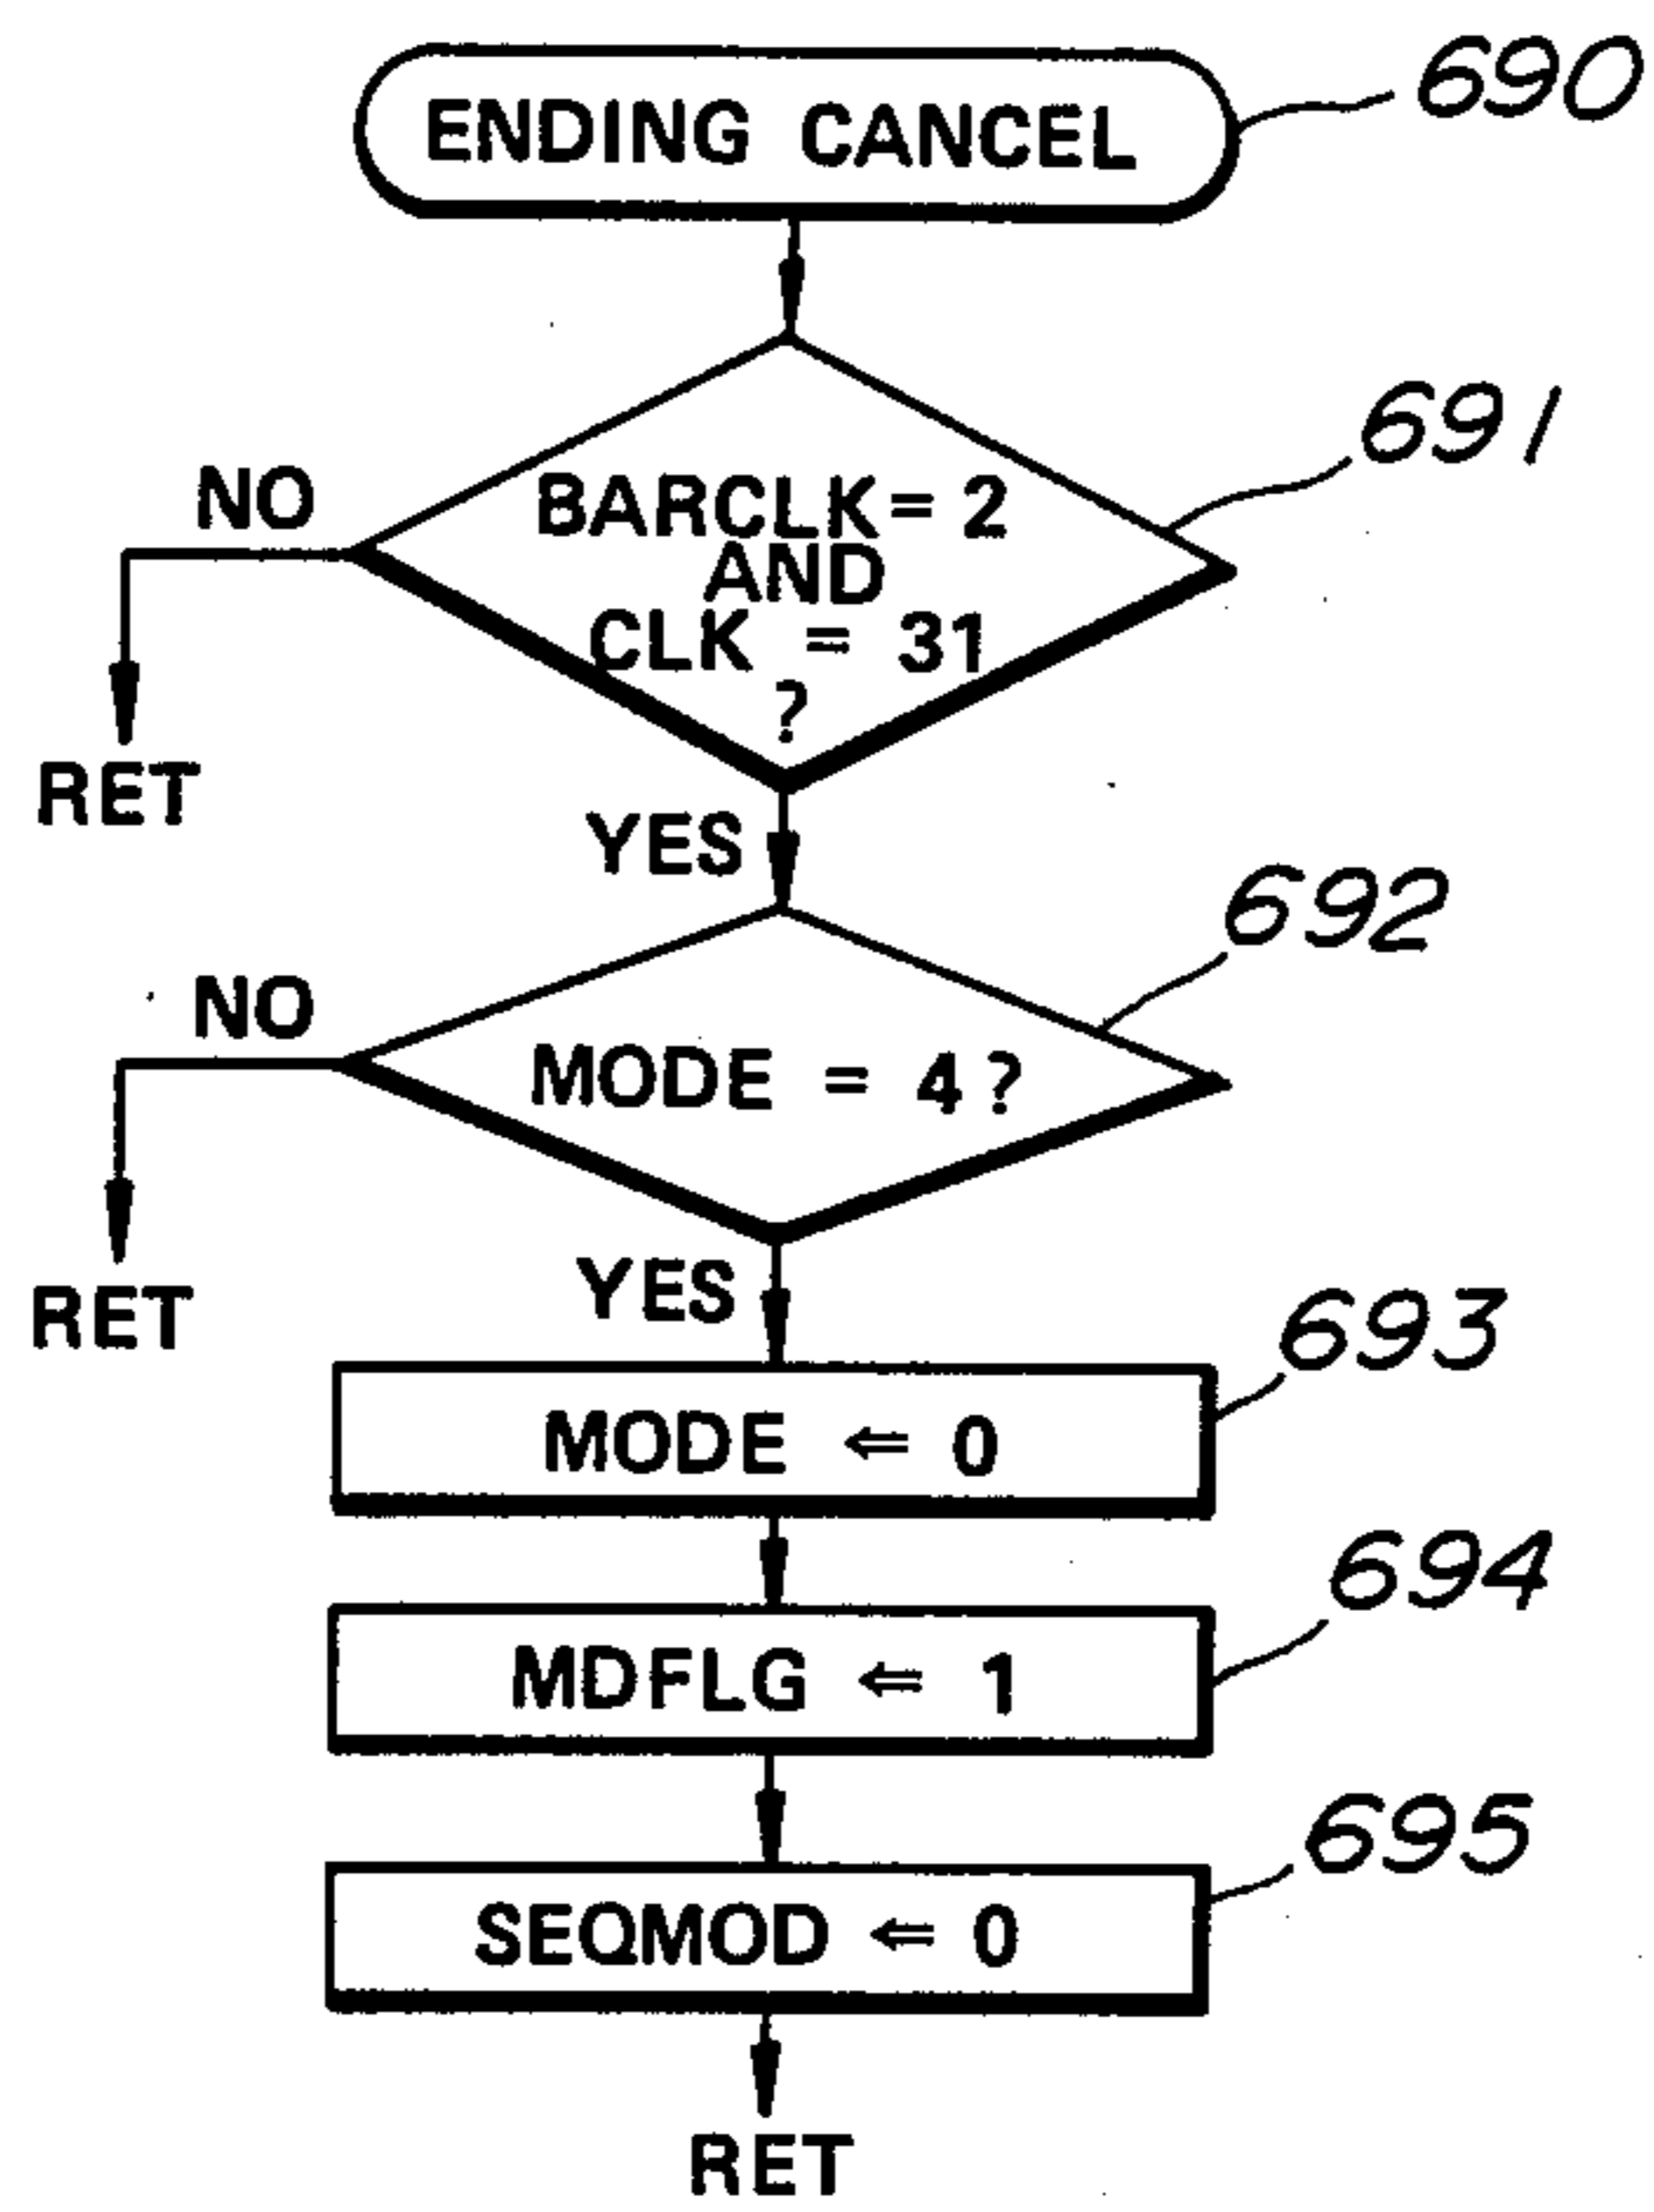 ENDING CANCEL
690
691
NO
BARCLK = 2
AND
CLK = 31
?
RET
YES
692
NO
MODE = 4 ?
RET
YES
693
MODE ⇐ 0
694
MDFLG ⇐ 1
695
SEQMOD ⇐ 0
RET